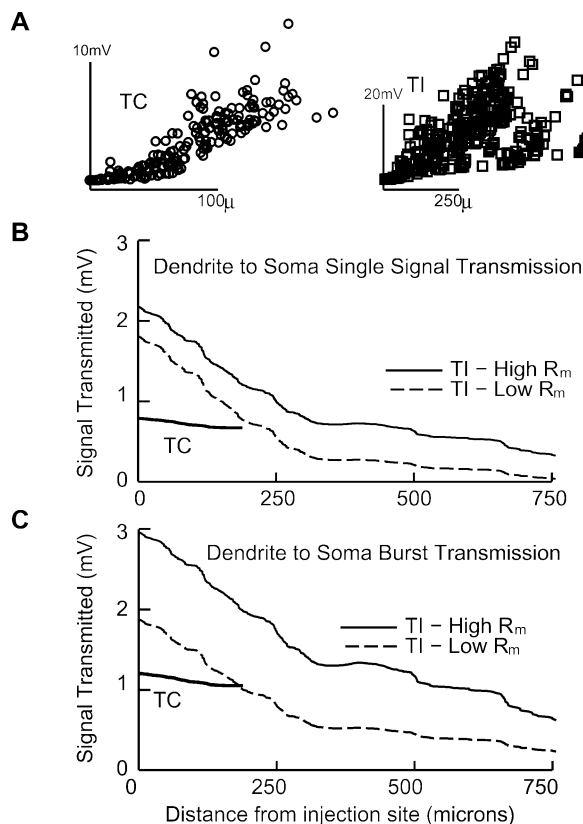 A
10mV
TC
100µ
TI
20mV
250µ
B
Dendrite to Soma Single Signal Transmission
Signal Transmitted (mV)
3
2
1
0
TI − High Rm
TI − Low Rm
TC
0
250
500
750
C
Dendrite to Soma Burst Transmission
Signal Transmitted (mV)
3
2
1
0
TI − High Rm
TI − Low Rm
TC
0
250
500
750
Distance from injection site (microns)